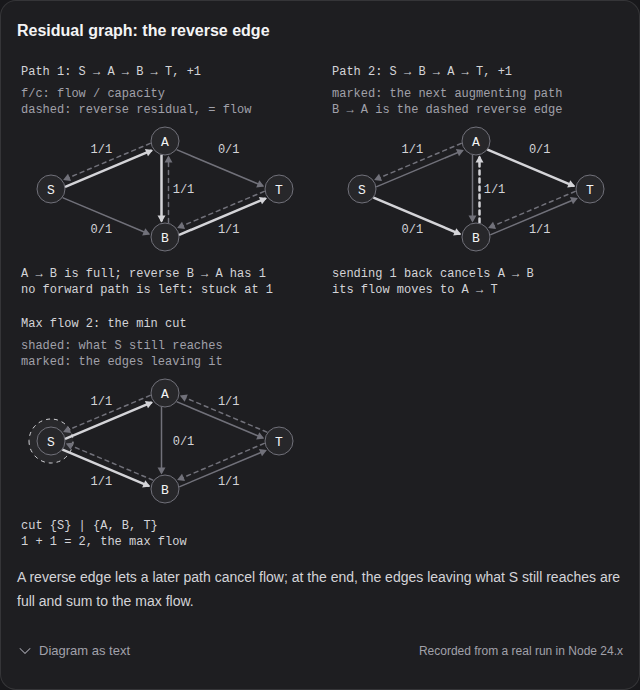 Residual graph: the reverse edge
Path 1: S → A → B → T, +1
f/c: flow / capacity
dashed: reverse residual, = flow
1/1
A
0/1
S
1/1
T
0/1
B
1/1
A → B is full; reverse B → A has 1
no forward path is left: stuck at 1
Path 2: S → B → A → T, +1
marked: the next augmenting path
B → A is the dashed reverse edge
1/1
A
0/1
S
1/1
T
0/1
B
1/1
sending 1 back cancels A → B
its flow moves to A → T
Max flow 2: the min cut
shaded: what S still reaches
marked: the edges leaving it
1/1
A
1/1
S
0/1
T
1/1
B
1/1
cut {S} | {A, B, T}
1 + 1 = 2, the max flow
A reverse edge lets a later path cancel flow; at the end, the edges leaving what S still reaches are
full and sum to the max flow.
Diagram as text
Recorded from a real run in Node 24.x